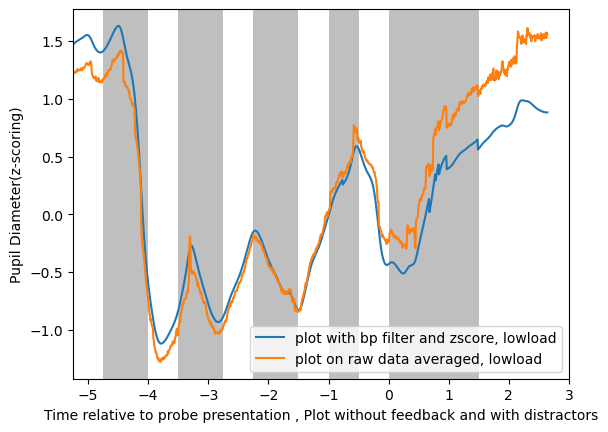 Pupil Diameter(z-scoring)
1.5
1.0
0.5
0.0
−0.5
−1.0
plot with bp filter and zscore, lowload
plot on raw data averaged, lowload
−5 −4 −3 −2 −1 0 1 2 3
Time relative to probe presentation , Plot without feedback and with distractors